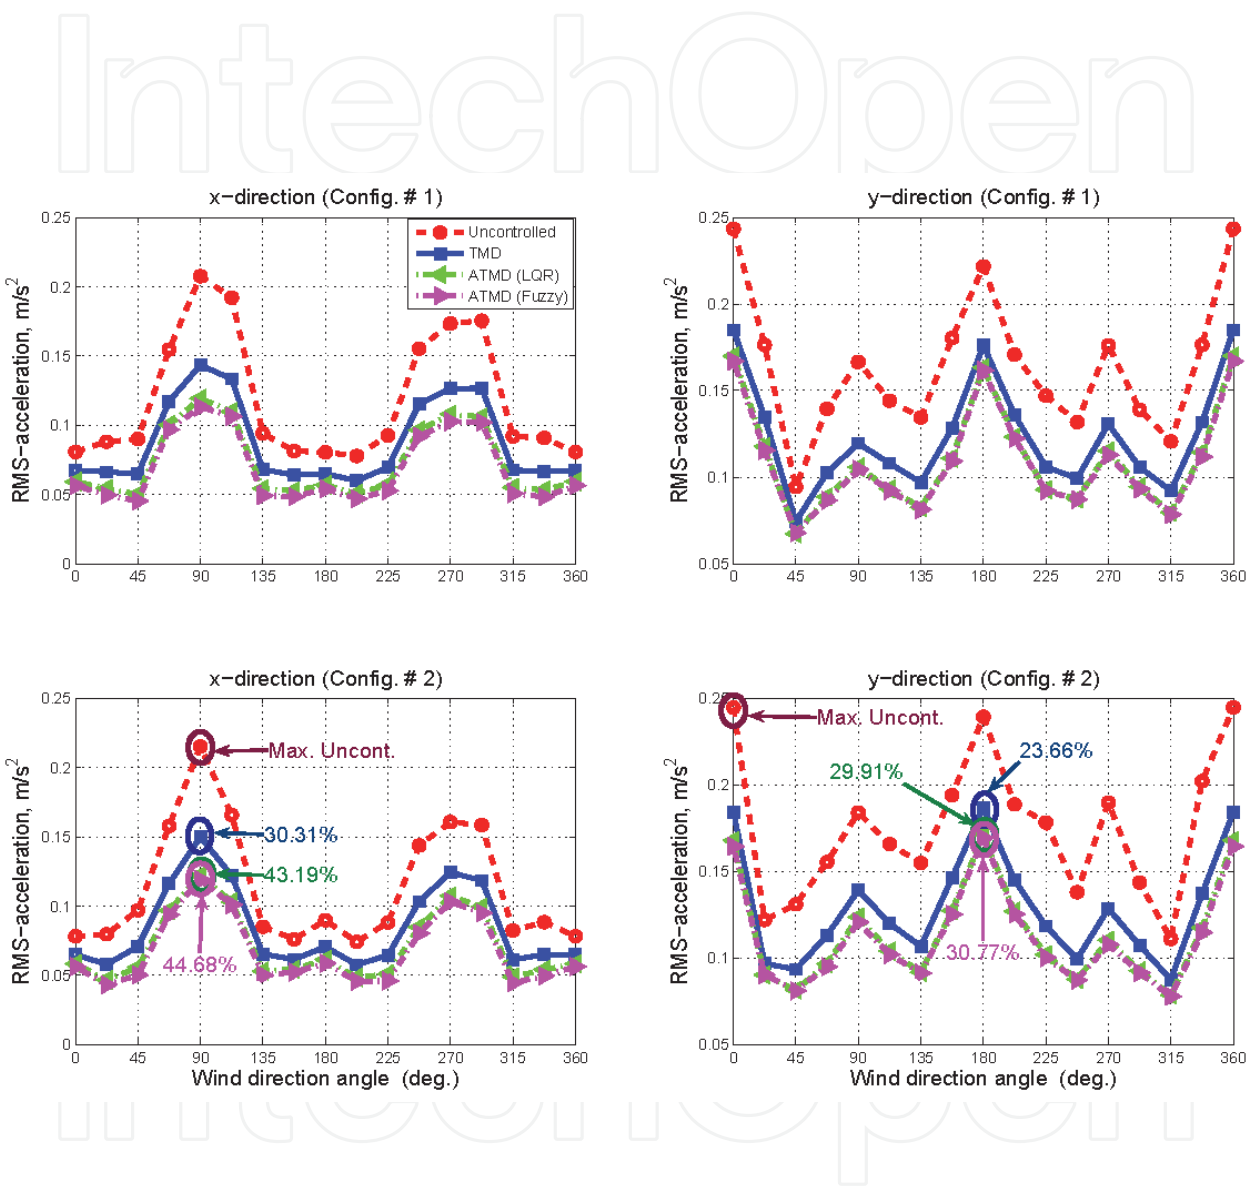 IntechOpen
x-direction (Config. # 1)
0.25
0.2
0.15
0.1
0.05
0
RMS-acceleration, m/s²
Uncontrolled
TMD
ATMD (LQR)
ATMD (Fuzzy)
0 45 90 135 180 225 270 315 360
y-direction (Config. # 1)
0.25
0.2
0.15
0.1
0.05
RMS-acceleration, m/s²
0 45 90 135 180 225 270 315 360
x-direction (Config. # 2)
0.25
0.2
0.15
0.1
0.05
0
RMS-acceleration, m/s²
Max. Uncont.
30.31%
43.19%
44.68%
0 45 90 135 180 225 270 315 360
Wind direction angle (deg.)
y-direction (Config. # 2)
0.25
0.2
0.15
0.1
0.05
RMS-acceleration, m/s²
Max. Uncont.
23.66%
29.91%
30.77%
0 45 90 135 180 225 270 315 360
Wind direction angle (deg.)
IntechOpen